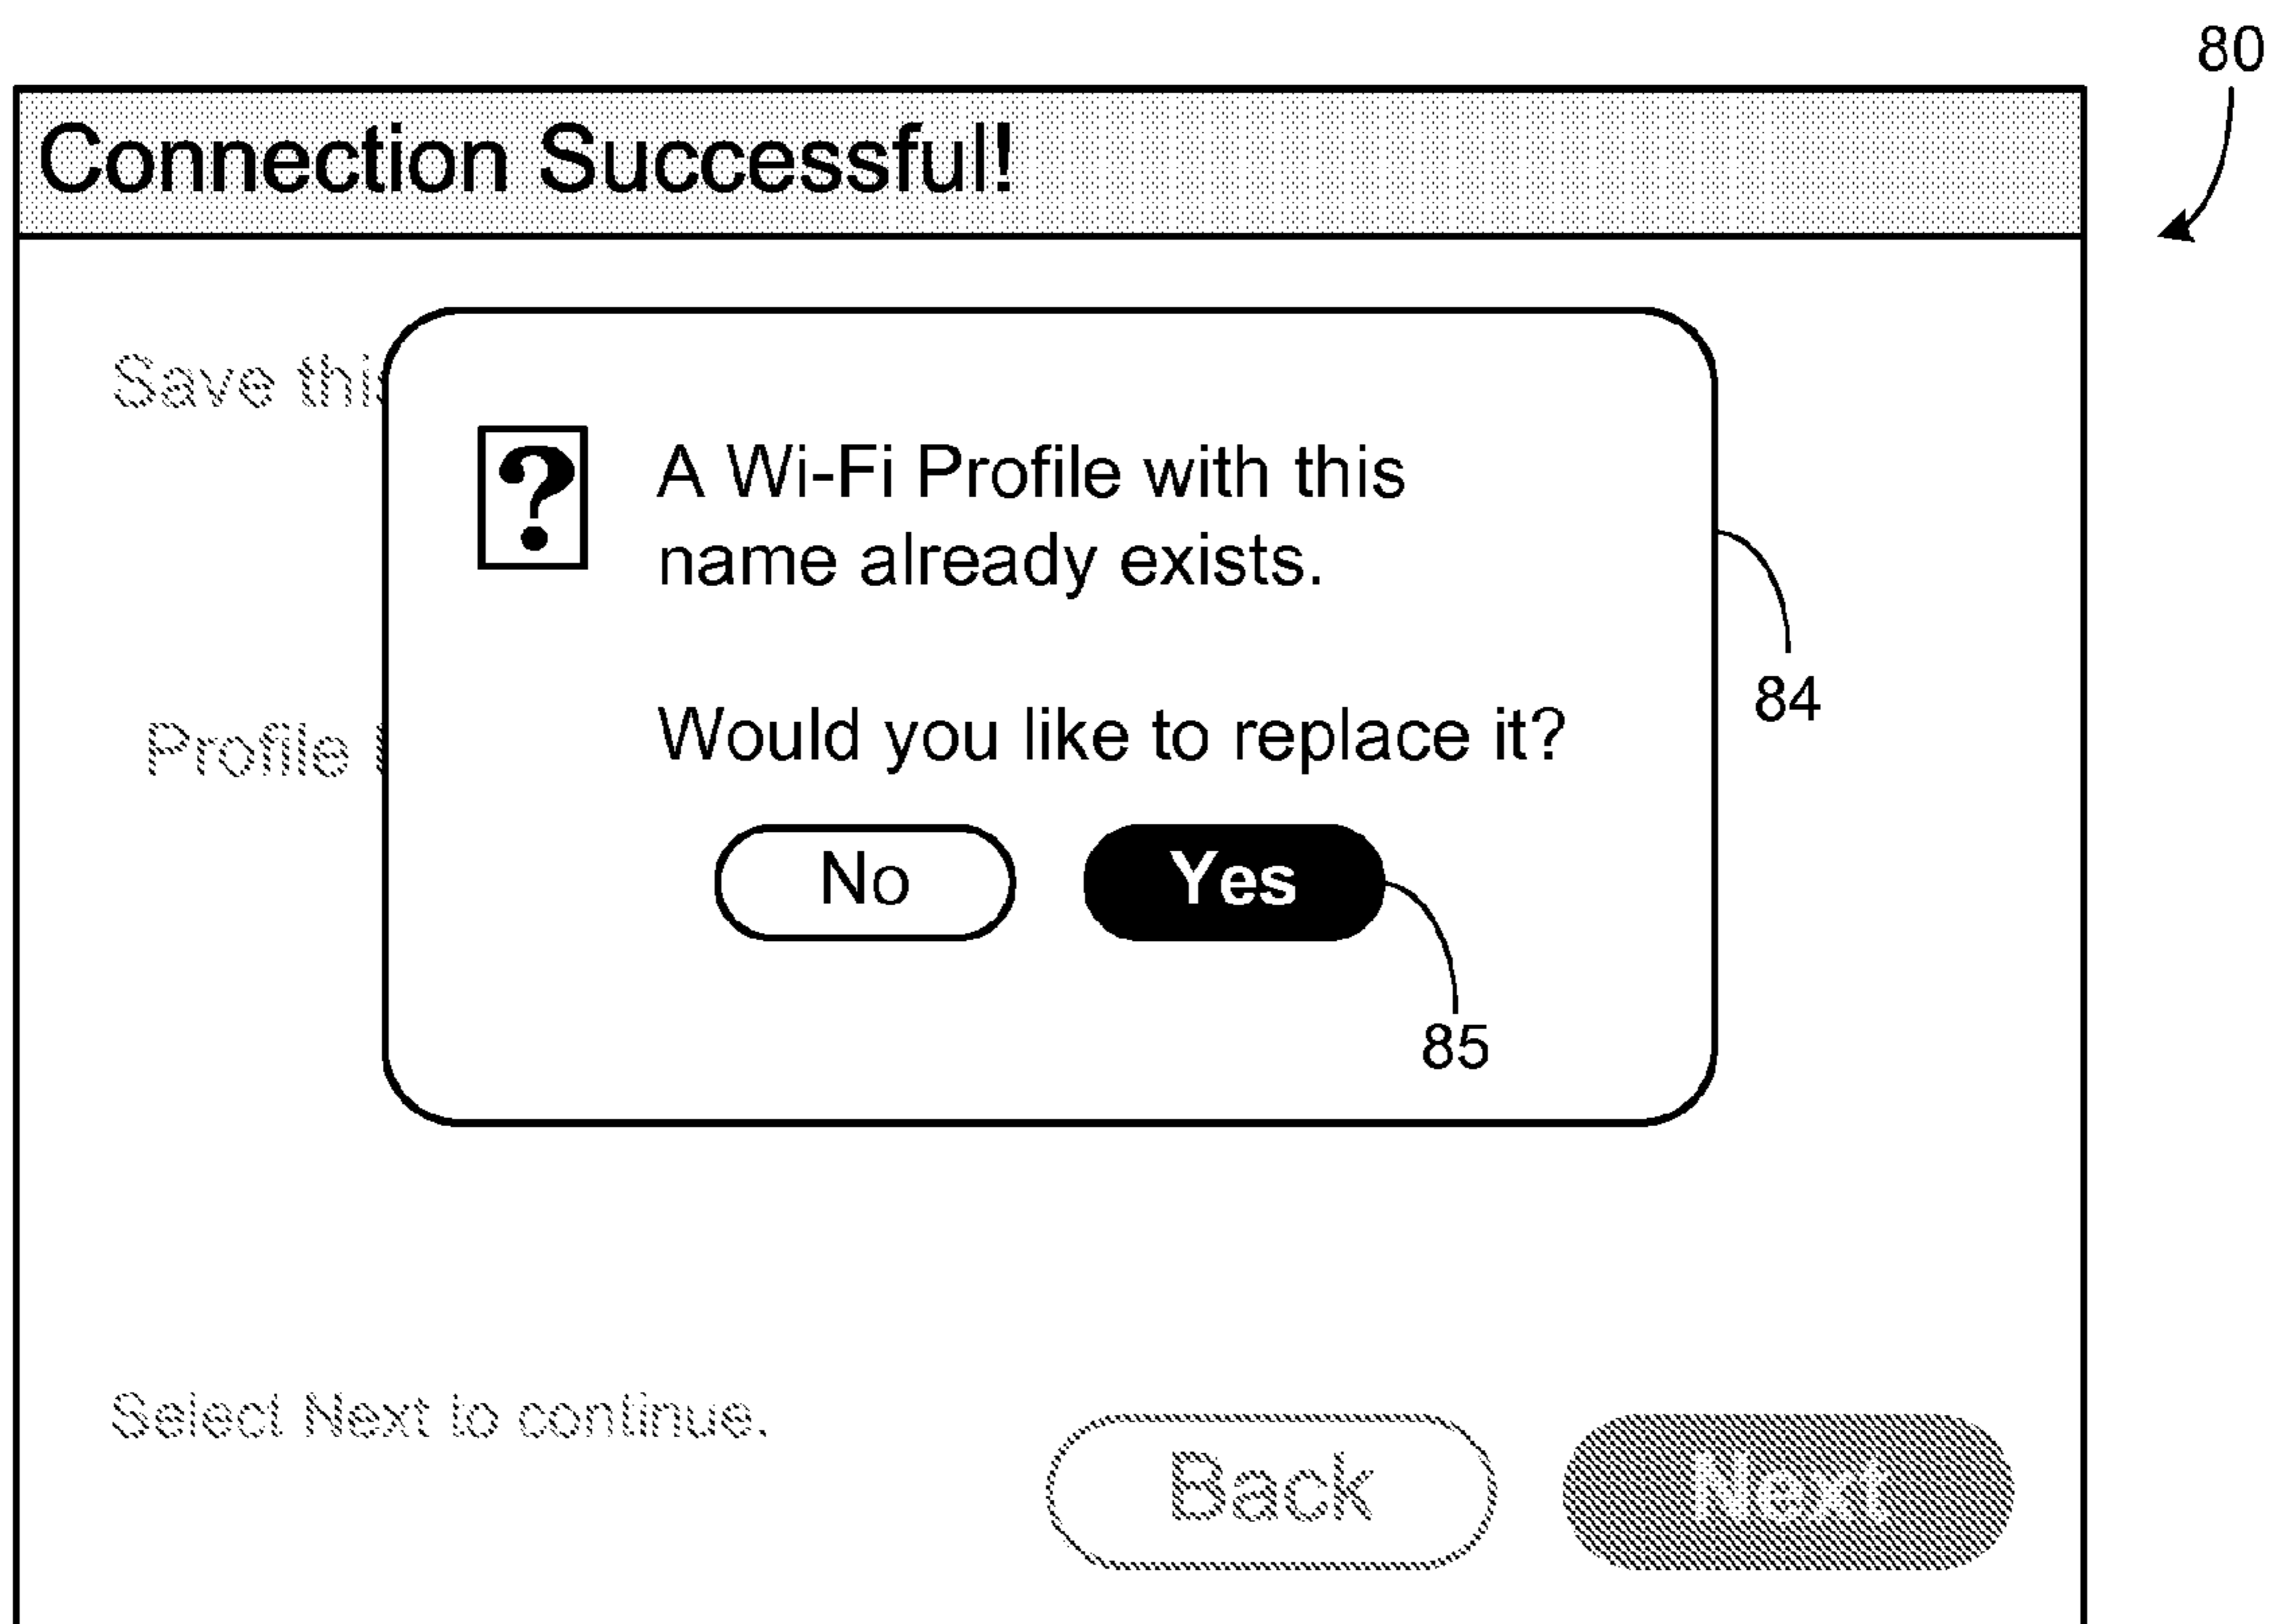 80
Connection Successful!
Save this
A Wi-Fi Profile with this
name already exists.
84
Profile
Would you like to replace it?
No
Yes
85
Select Next to continue.
Back
Next